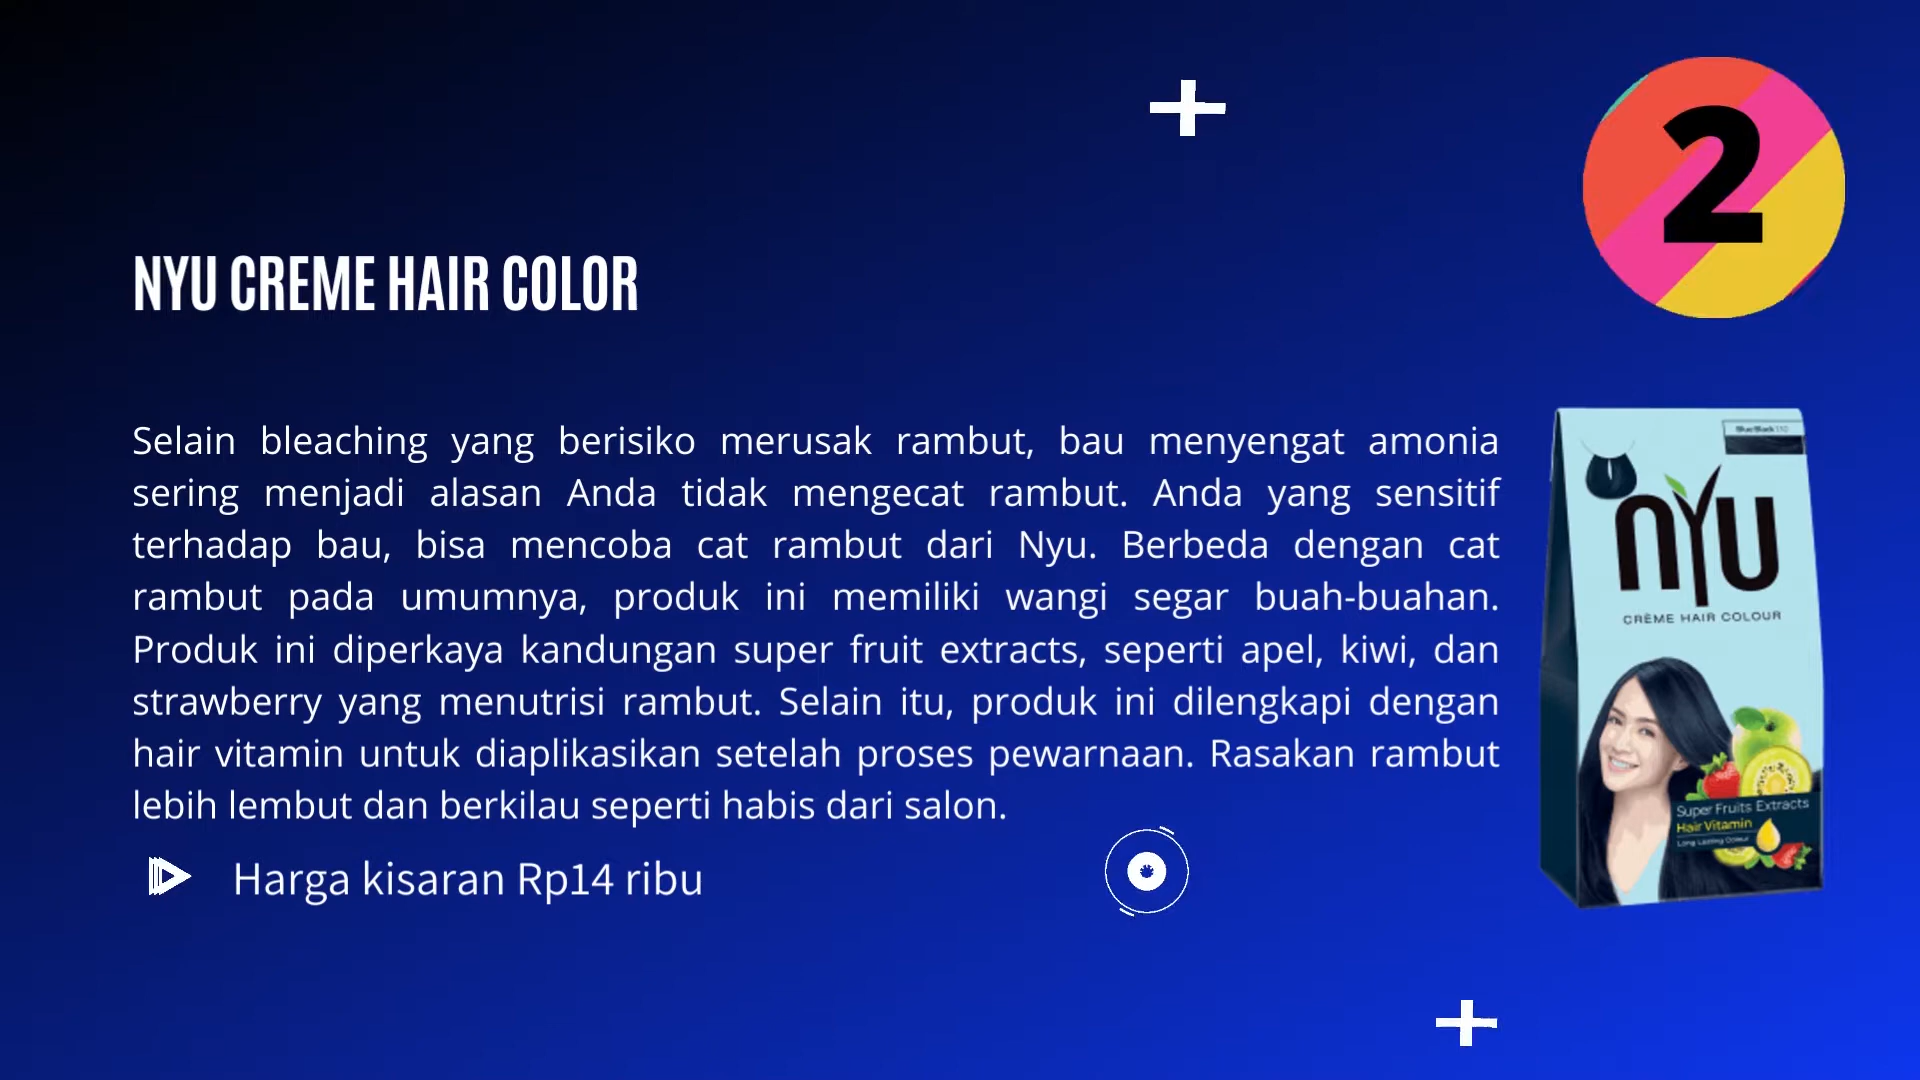 2
NYU CREME HAIR COLOR
Selain bleaching yang berisiko merusak rambut, bau menyengat amonia
sering menjadi alasan Anda tidak mengecat rambut. Anda yang sensitif
terhadap bau, bisa mencoba cat rambut dari Nyu. Berbeda dengan cat
rambut pada umumnya, produk ini memiliki wangi segar buah-buahan.
Produk ini diperkaya kandungan super fruit extracts, seperti apel, kiwi, dan
strawberry yang menutrisi rambut. Selain itu, produk ini dilengkapi dengan
hair vitamin untuk diaplikasikan setelah proses pewarnaan. Rasakan rambut
lebih lembut dan berkilau seperti habis dari salon.
Harga kisaran Rp14 ribu
BlueBlack
nYU
CRÈME HAIR COLOUR
Super Fruits Extracts
Hair Vitamin
Long Lasting Colour